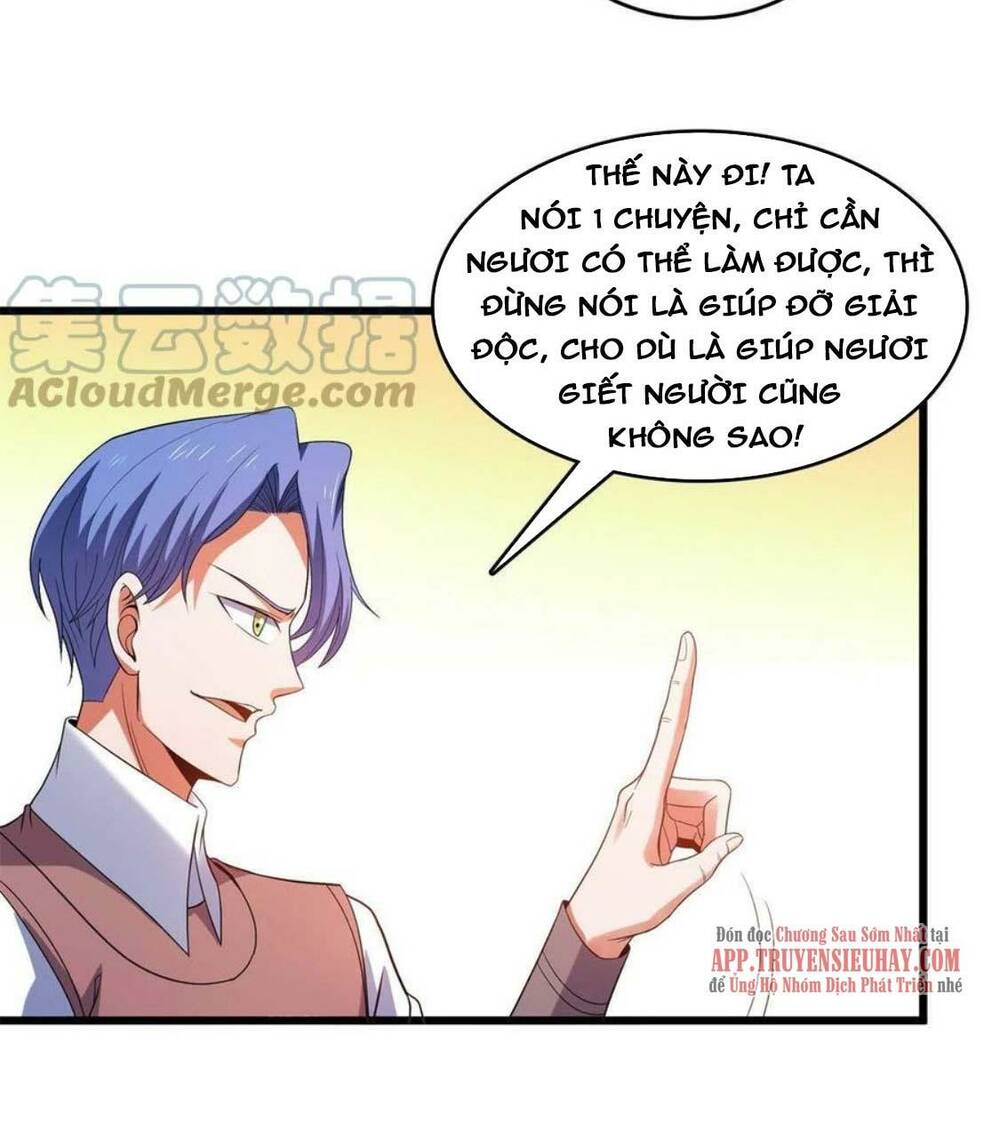 THẾ NÀY ĐI! TA
NÓI 1 CHUYỆN, CHỈ CẦN
NGƯƠI CÓ THỂ LÀM ĐƯỢC, THÌ
ĐỪNG NÓI LÀ GIÚP ĐỠ GIẢI
ĐỘC, CHO DÙ LÀ GIÚP NGƯƠI
GIẾT NGƯỜI CŨNG
KHÔNG SAO!
集云数据
ACloudMerge.com
Đón đọc Chương Sau Sớm Nhất tại
APP.TRUYENSIEUHAY.COM
để Ủng Hộ Nhóm Dịch Phát Triển nhé